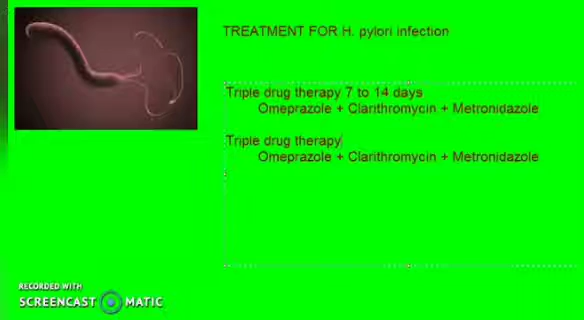 TREATMENT FOR H. pylori infection
Triple drug therapy 7 to 14 days
Omeprazole + Clarithromycin + Metronidazole
Triple drug therapy
Omeprazole + Clarithromycin + Metronidazole
RECORDED WITH
SCREENCAST MATIC